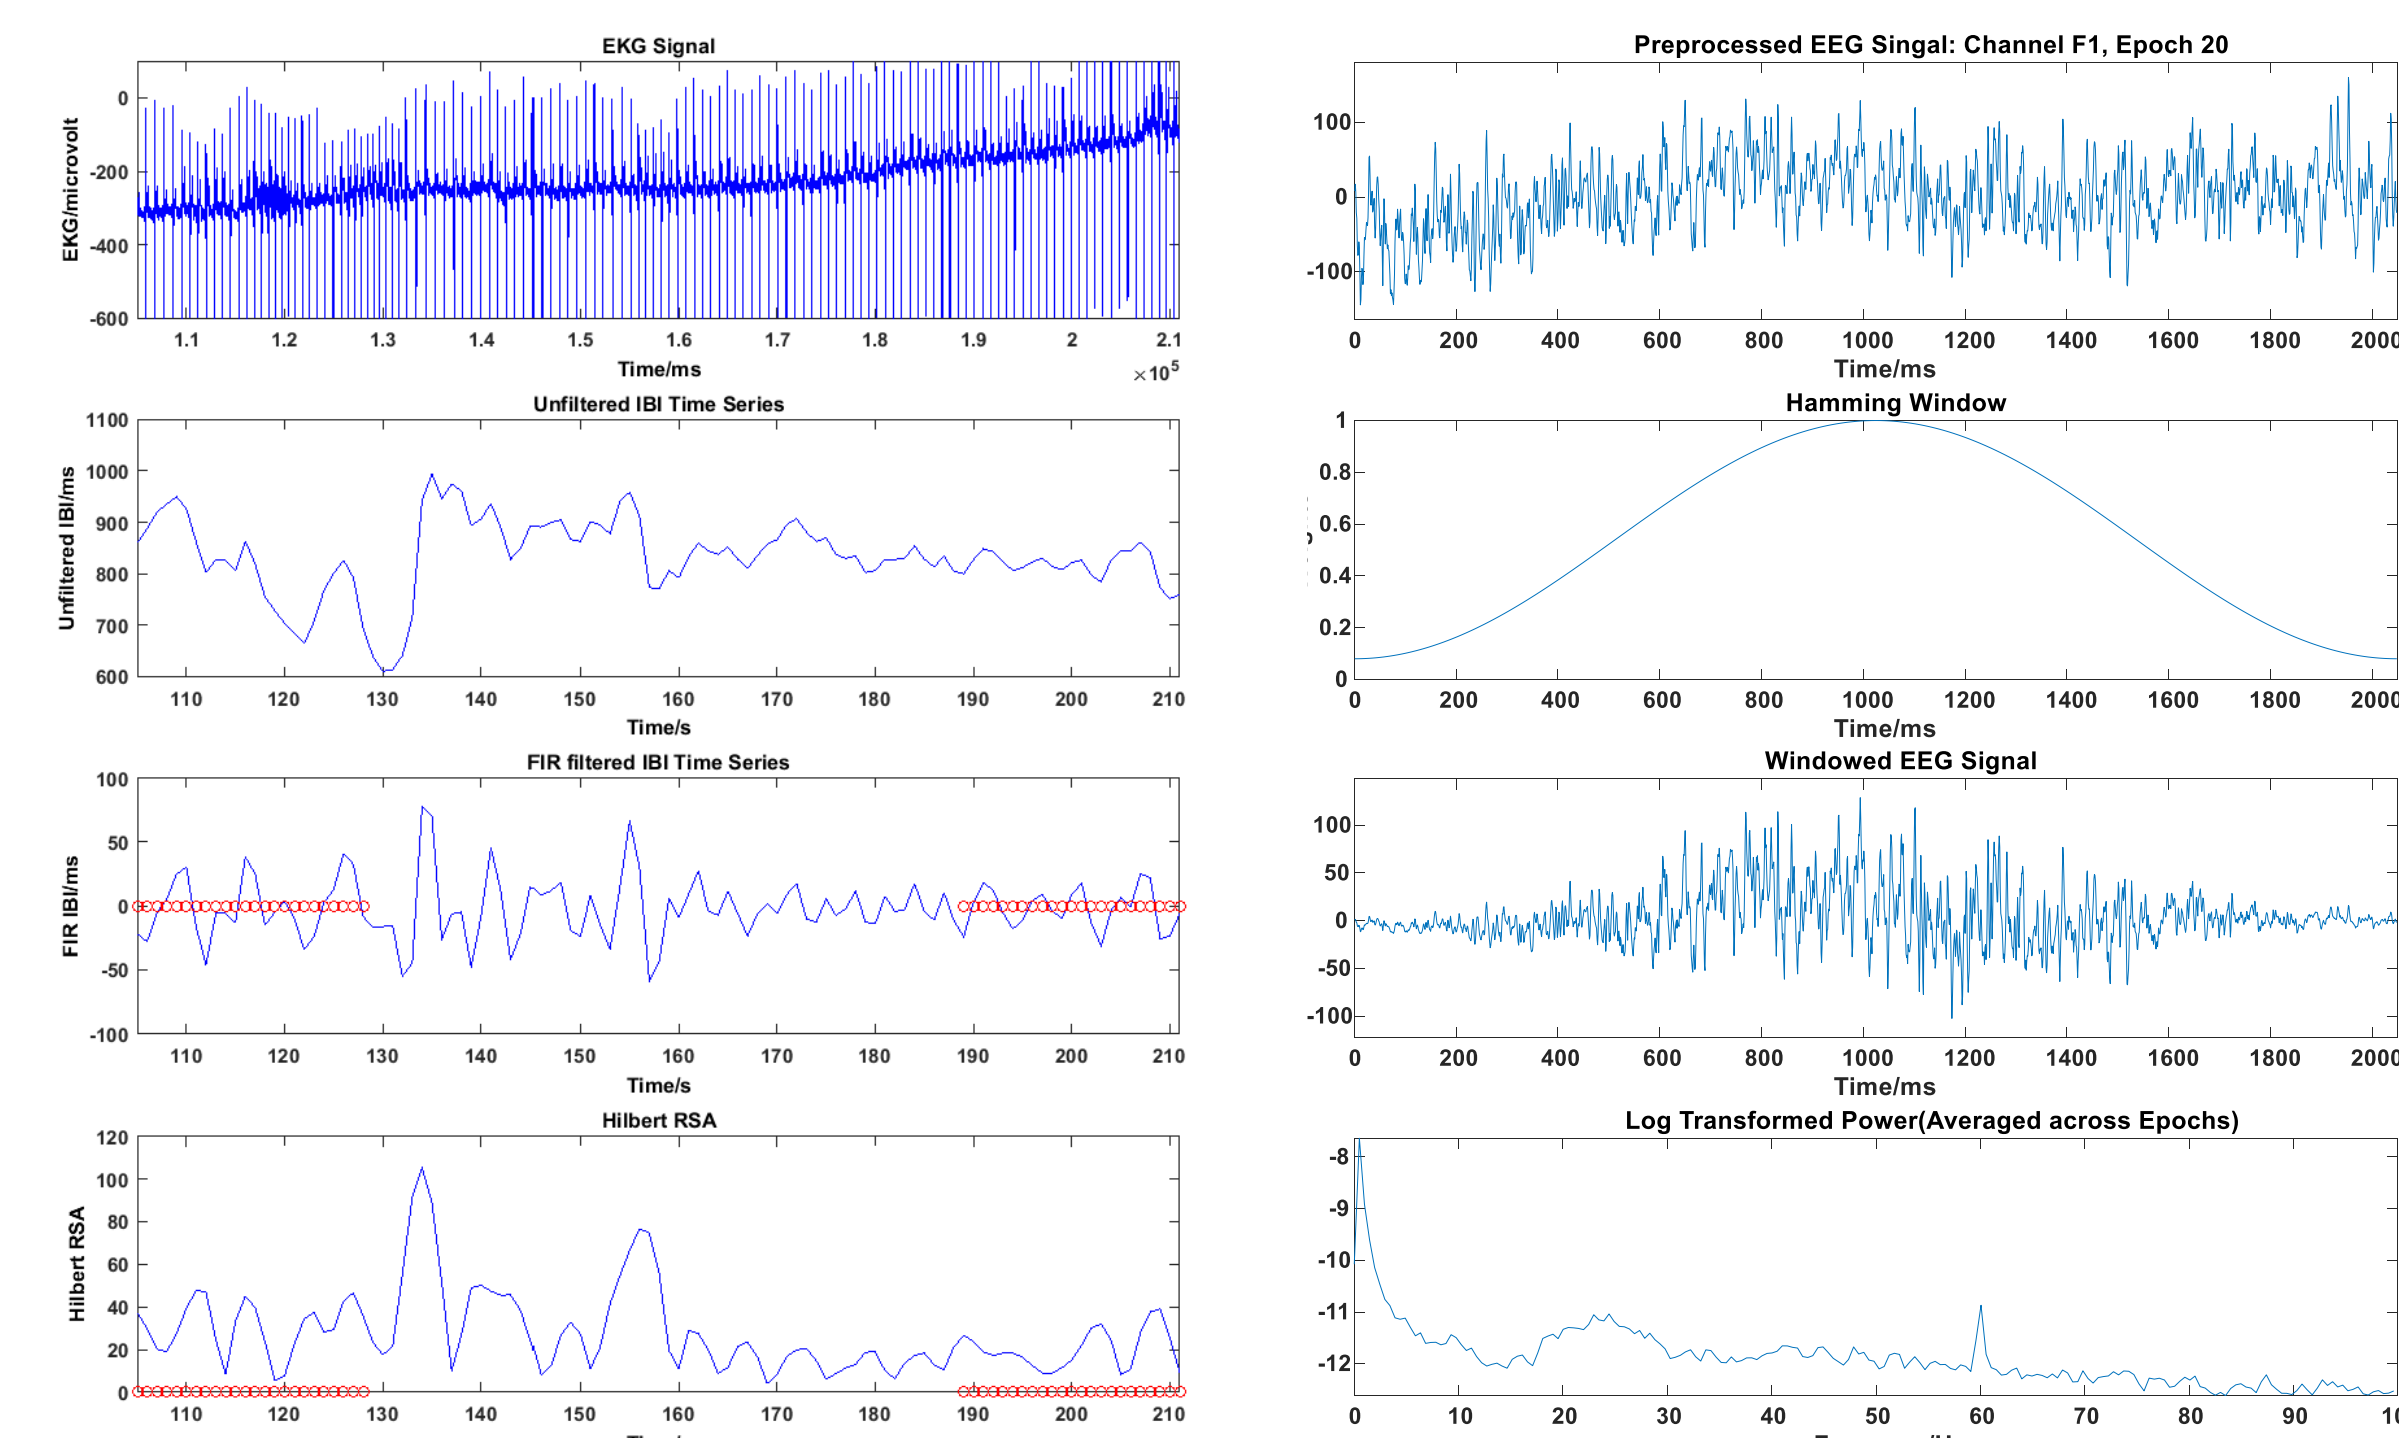 EKG Signal
EKG/microvolt
0
-200
-400
-600
1.1 1.2 1.3 1.4 1.5 1.6 1.7 1.8 1.9 2 2.1
Time/ms
×10^5
Unfiltered IBI Time Series
Unfiltered IBI/ms
1100
1000
900
800
700
600
110 120 130 140 150 160 170 180 190 200 210
Time/s
FIR filtered IBI Time Series
FIR IBI/ms
100
50
0
-50
-100
110 120 130 140 150 160 170 180 190 200 210
Time/s
Hilbert RSA
Hilbert RSA
120
100
80
60
40
20
0
110 120 130 140 150 160 170 180 190 200 210
Preprocessed EEG Singal: Channel F1, Epoch 20
100
0
-100
0 200 400 600 800 1000 1200 1400 1600 1800 2000
Time/ms
Hamming Window
1
0.8
0.6
0.4
0.2
0
0 200 400 600 800 1000 1200 1400 1600 1800 2000
Time/ms
Windowed EEG Signal
100
50
0
-50
-100
0 200 400 600 800 1000 1200 1400 1600 1800 2000
Time/ms
Log Transformed Power(Averaged across Epochs)
-8
-9
-10
-11
-12
0 10 20 30 40 50 60 70 80 90